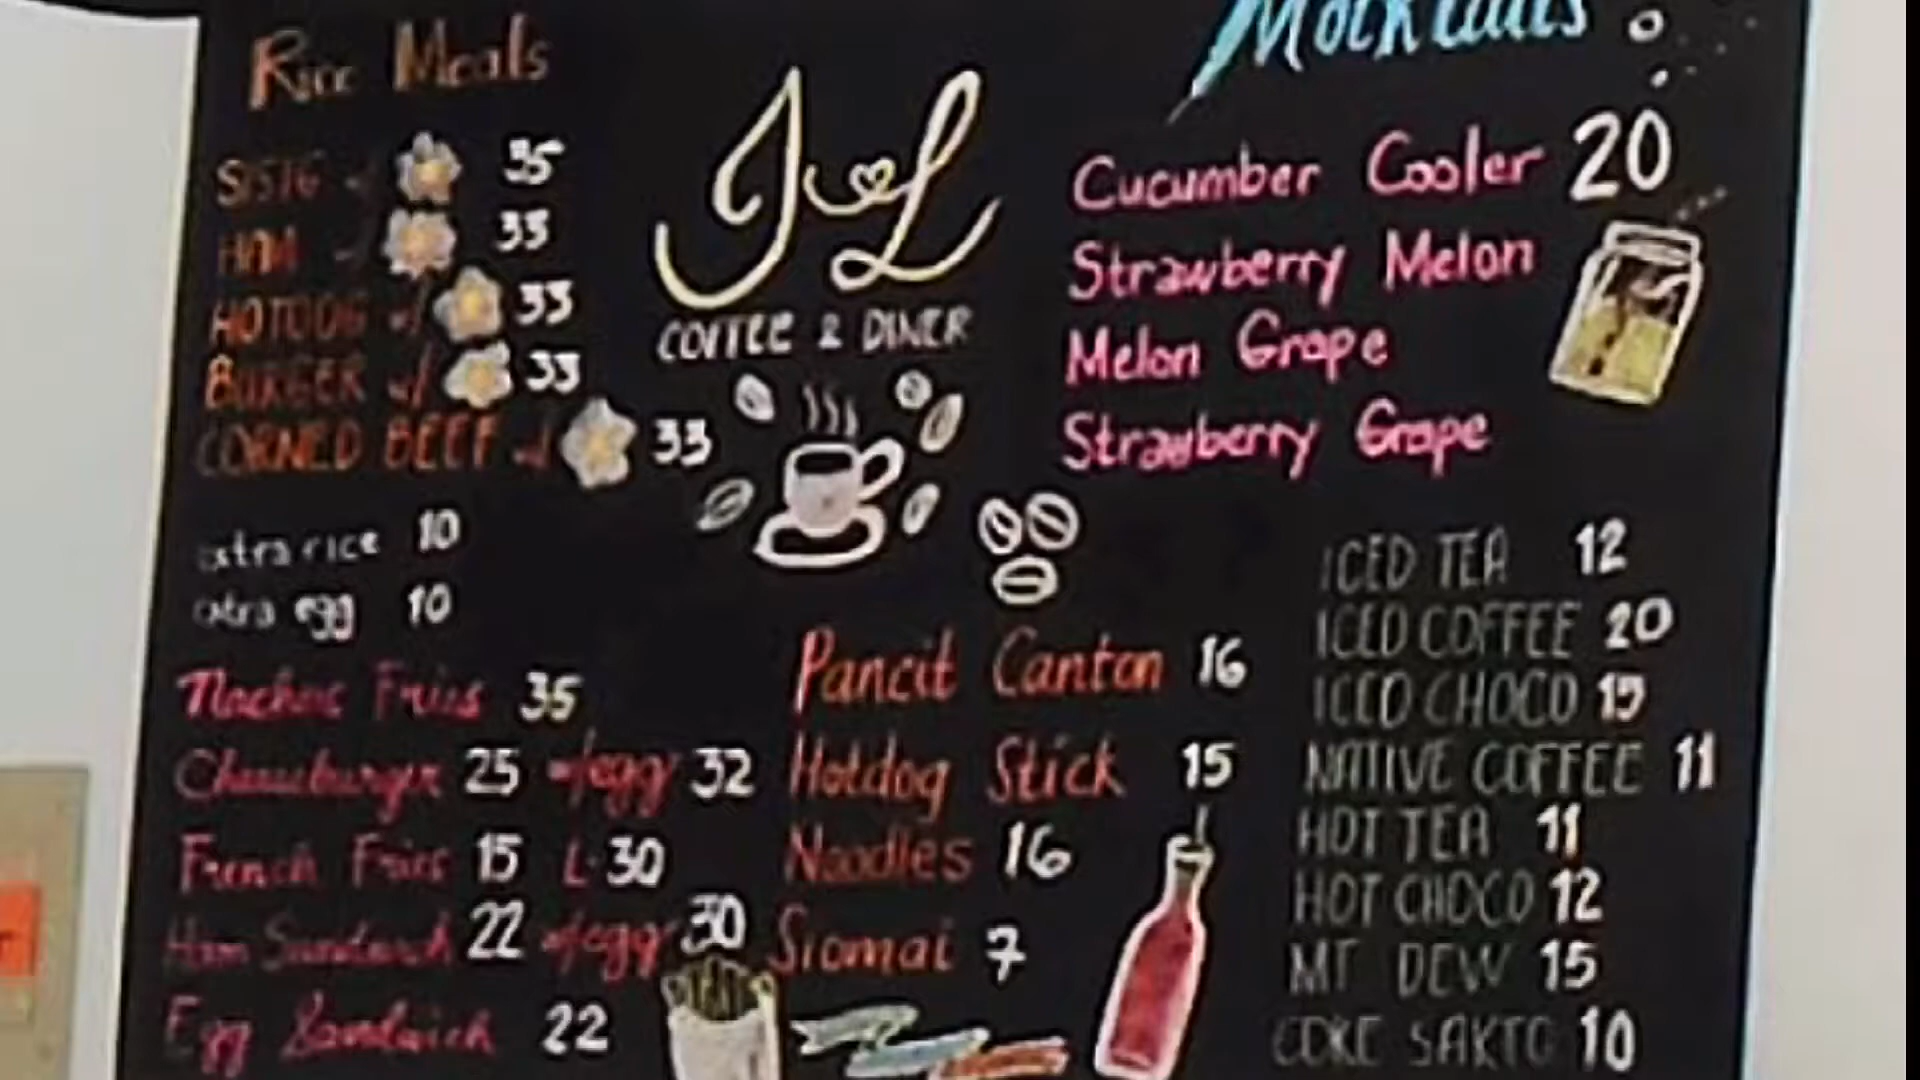 Rice Meals
SISIG w/ 35
HAM w/ 33
HOTDOG w/ 33
BURGER w/ 33
CORNED BEEF w/ 33
extra rice 10
extra egg 10
Nachos Fries 35
Cheeseburger 25 w/egg 32
French Fries 15 L-30
Ham Sandwich 22 w/egg 30
Egg Sandwich 22
JL
COFFEE & DINER
Pancit Canton 16
Hotdog Stick 15
Noodles 16
Siomai 7
Mocktails
Cucumber Cooler 20
Strawberry Melon
Melon Grape
Strawberry Grape
ICED TEA 12
ICED COFFEE 20
ICED CHOCO 15
NATIVE COFFEE 11
HOT TEA 11
HOT CHOCO 12
MT DEW 15
COKE SAKTO 10